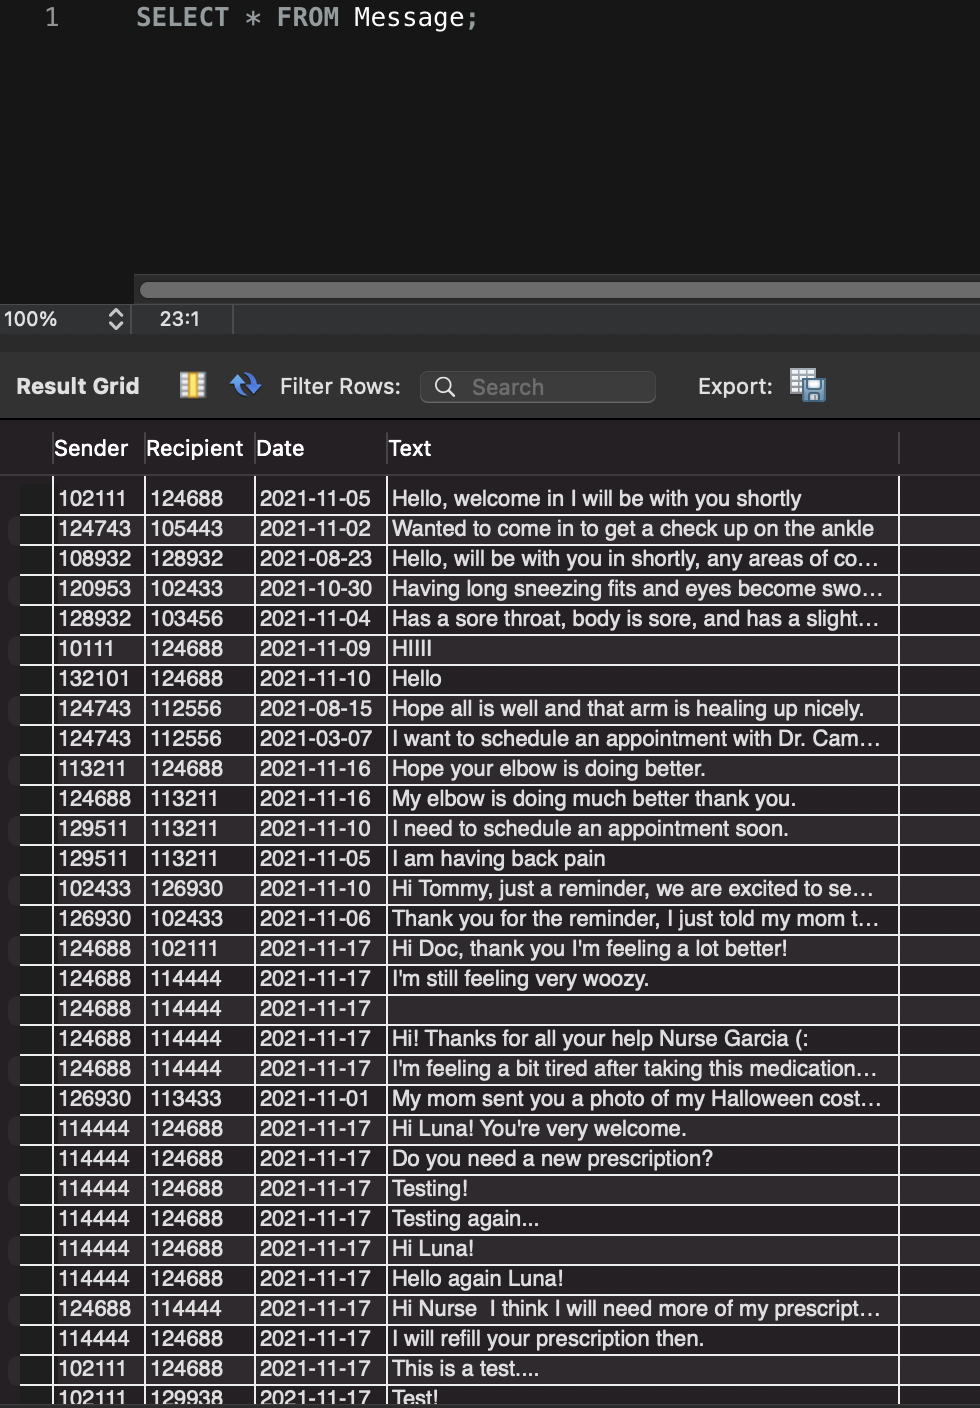 1 SELECT * FROM Message;
100% 23:1
Result Grid Filter Rows: Search Export:
Sender Recipient Date Text
102111 124688 2021-11-05 Hello, welcome in I will be with you shortly
124743 105443 2021-11-02 Wanted to come in to get a check up on the ankle
108932 128932 2021-08-23 Hello, will be with you in shortly, any areas of co...
120953 102433 2021-10-30 Having long sneezing fits and eyes become swo...
128932 103456 2021-11-04 Has a sore throat, body is sore, and has a slight...
10111 124688 2021-11-09 HIIII
132101 124688 2021-11-10 Hello
124743 112556 2021-08-15 Hope all is well and that arm is healing up nicely.
124743 112556 2021-03-07 I want to schedule an appointment with Dr. Cam...
113211 124688 2021-11-16 Hope your elbow is doing better.
124688 113211 2021-11-16 My elbow is doing much better thank you.
129511 113211 2021-11-10 I need to schedule an appointment soon.
129511 113211 2021-11-05 I am having back pain
102433 126930 2021-11-10 Hi Tommy, just a reminder, we are excited to se...
126930 102433 2021-11-06 Thank you for the reminder, I just told my mom t...
124688 102111 2021-11-17 Hi Doc, thank you I'm feeling a lot better!
124688 114444 2021-11-17 I'm still feeling very woozy.
124688 114444 2021-11-17
124688 114444 2021-11-17 Hi! Thanks for all your help Nurse Garcia (:
124688 114444 2021-11-17 I'm feeling a bit tired after taking this medication...
126930 113433 2021-11-01 My mom sent you a photo of my Halloween cost...
114444 124688 2021-11-17 Hi Luna! You're very welcome.
114444 124688 2021-11-17 Do you need a new prescription?
114444 124688 2021-11-17 Testing!
114444 124688 2021-11-17 Testing again...
114444 124688 2021-11-17 Hi Luna!
114444 124688 2021-11-17 Hello again Luna!
124688 114444 2021-11-17 Hi Nurse  I think I will need more of my prescript...
114444 124688 2021-11-17 I will refill your prescription then.
102111 124688 2021-11-17 This is a test....
102111 129938 2021-11-17 Test!